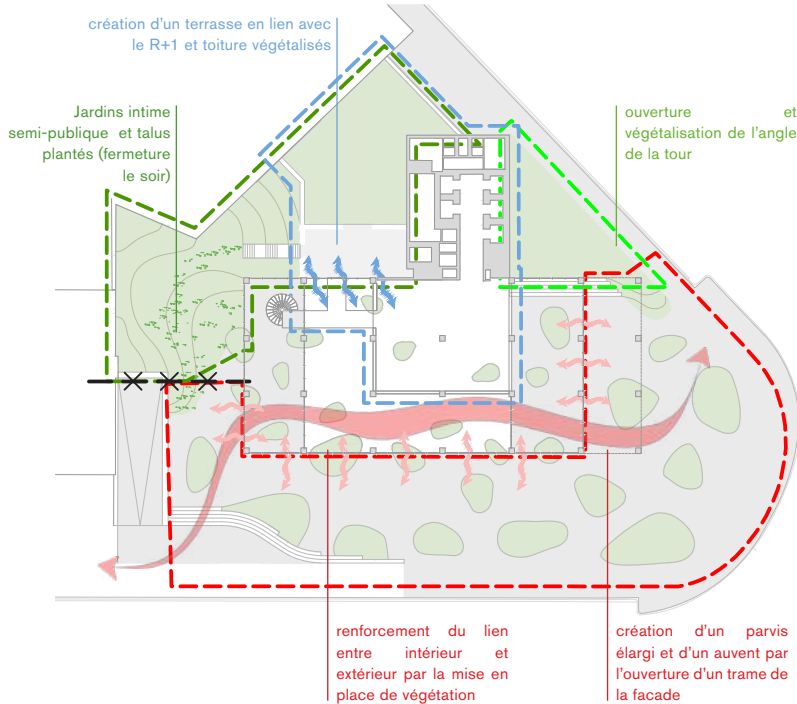 création d'un terrasse en lien avec
le R+1 et toiture végétalisés
Jardins intime
semi-publique et talus
plantés (fermeture
le soir)
ouverture et
végétalisation de l'angle
de la tour
renforcement du lien
entre intérieur et
extérieur par la mise en
place de végétation
création d'un parvis
élargi et d'un auvent par
l'ouverture d'un trame de
la facade